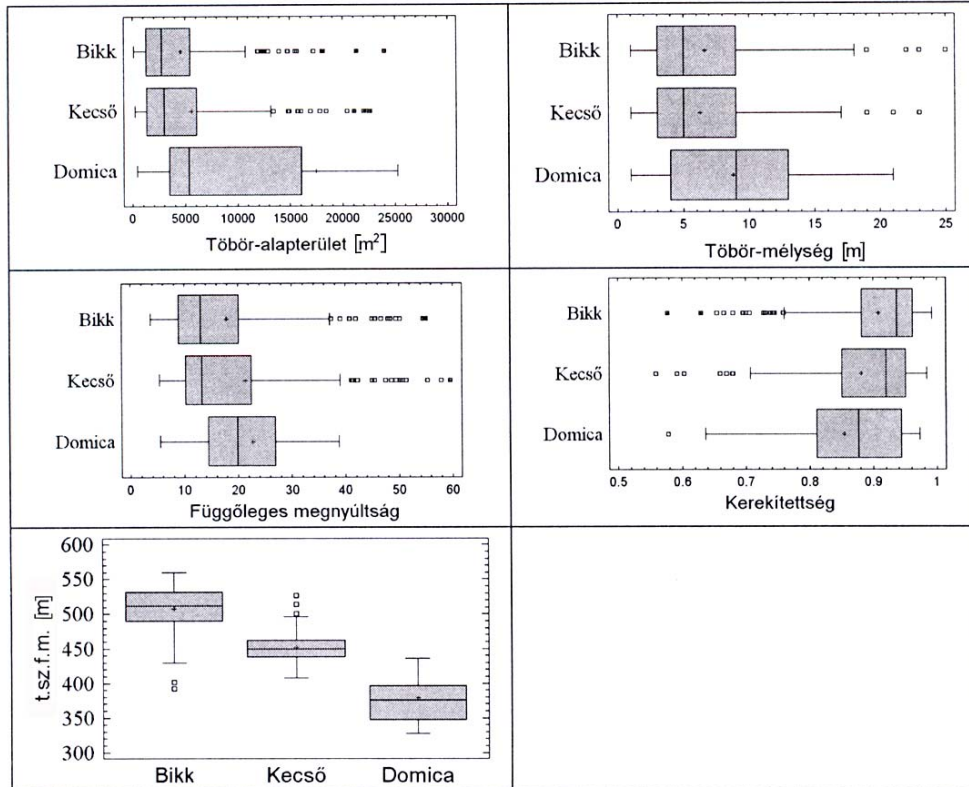 Bikk
Kecső
Domica
0 5000 10000 15000 20000 25000 30000
Töbör-alapterület [m²]
Bikk
Kecső
Domica
0 5 10 15 20 25
Töbör-mélység [m]
Bikk
Kecső
Domica
0 10 20 30 40 50 60
Függőleges megnyúltság
Bikk
Kecső
Domica
0.5 0.6 0.7 0.8 0.9 1
Kerekítettség
t.sz.f.m. [m]
600
550
500
450
400
350
300
Bikk Kecső Domica